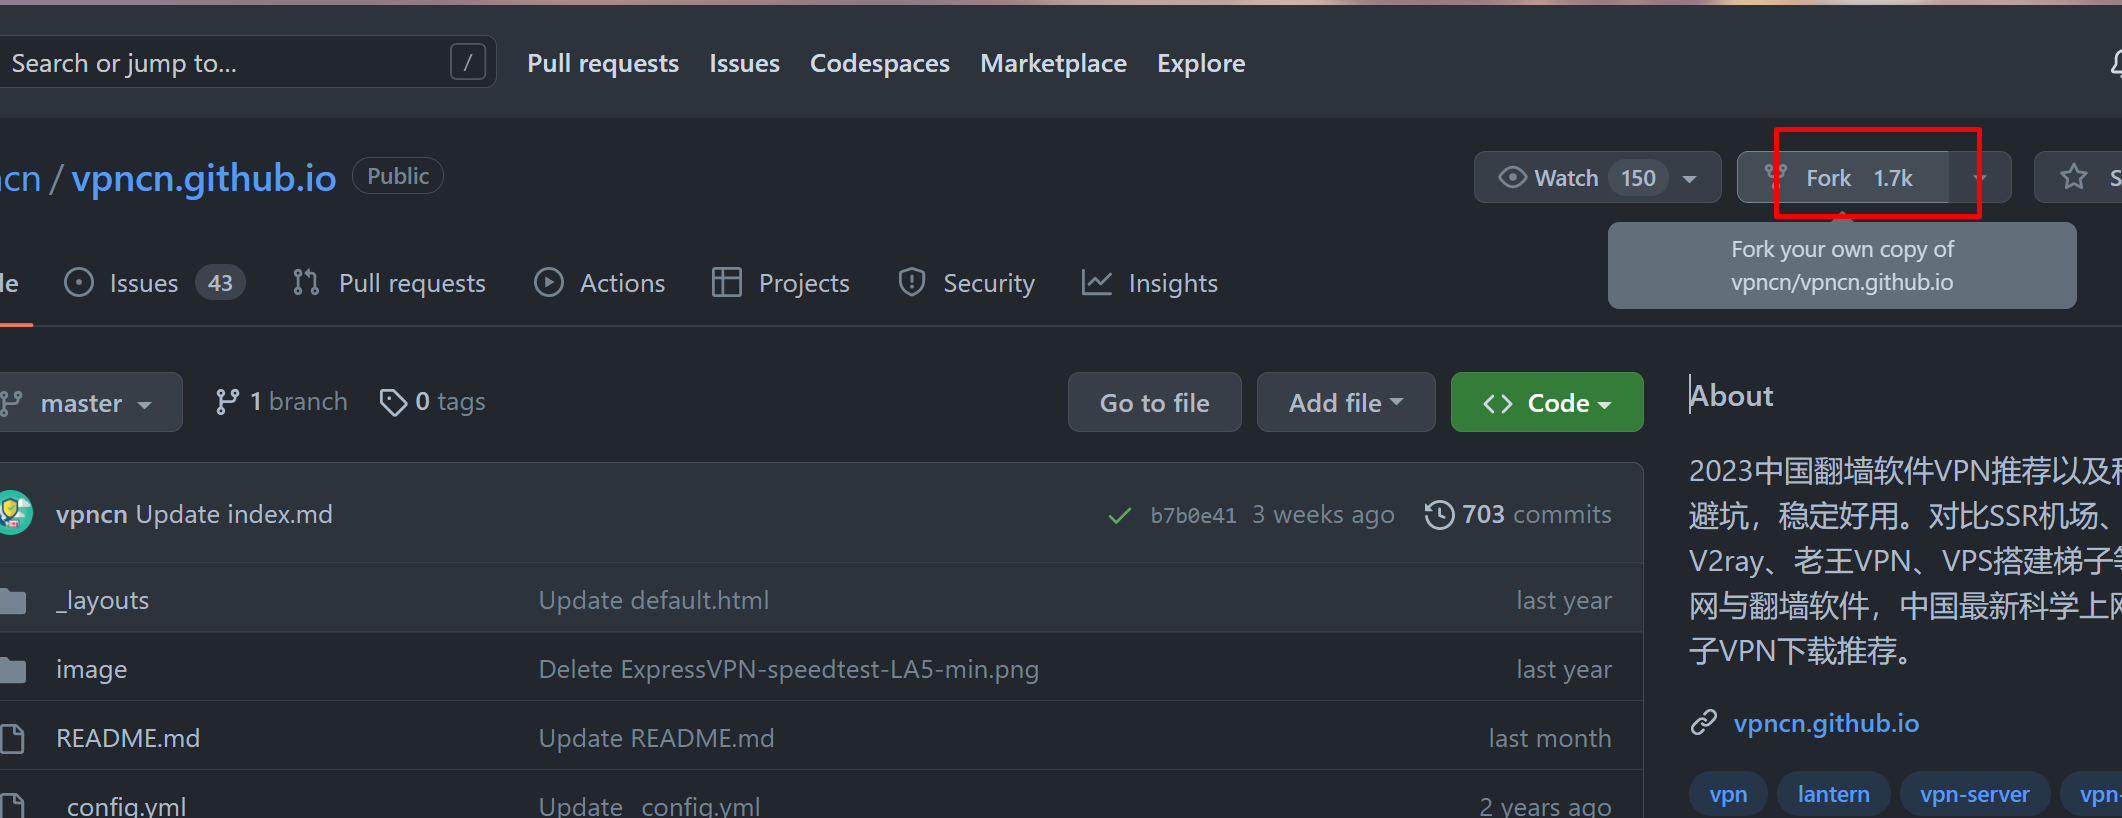 Search or jump to... /
Pull requests Issues Codespaces Marketplace Explore
cn / vpncn.github.io Public
Watch 150 Fork 1.7k
Fork your own copy of
vpncn/vpncn.github.io
Issues 43 Pull requests Actions Projects Security Insights
master 1 branch 0 tags Go to file Add file Code
About
2023中国翻墙软件VPN推荐以及
避坑，稳定好用。对比SSR机场、
V2ray、老王VPN、VPS搭建梯子
网与翻墙软件，中国最新科学上
子VPN下载推荐。
vpncn.github.io
vpn lantern vpn-server vpn-
vpncn Update index.md b7b0e41 3 weeks ago 703 commits
_layouts Update default.html last year
image Delete ExpressVPN-speedtest-LA5-min.png last year
README.md Update README.md last month
_config.yml Update _config.yml 2 years ago